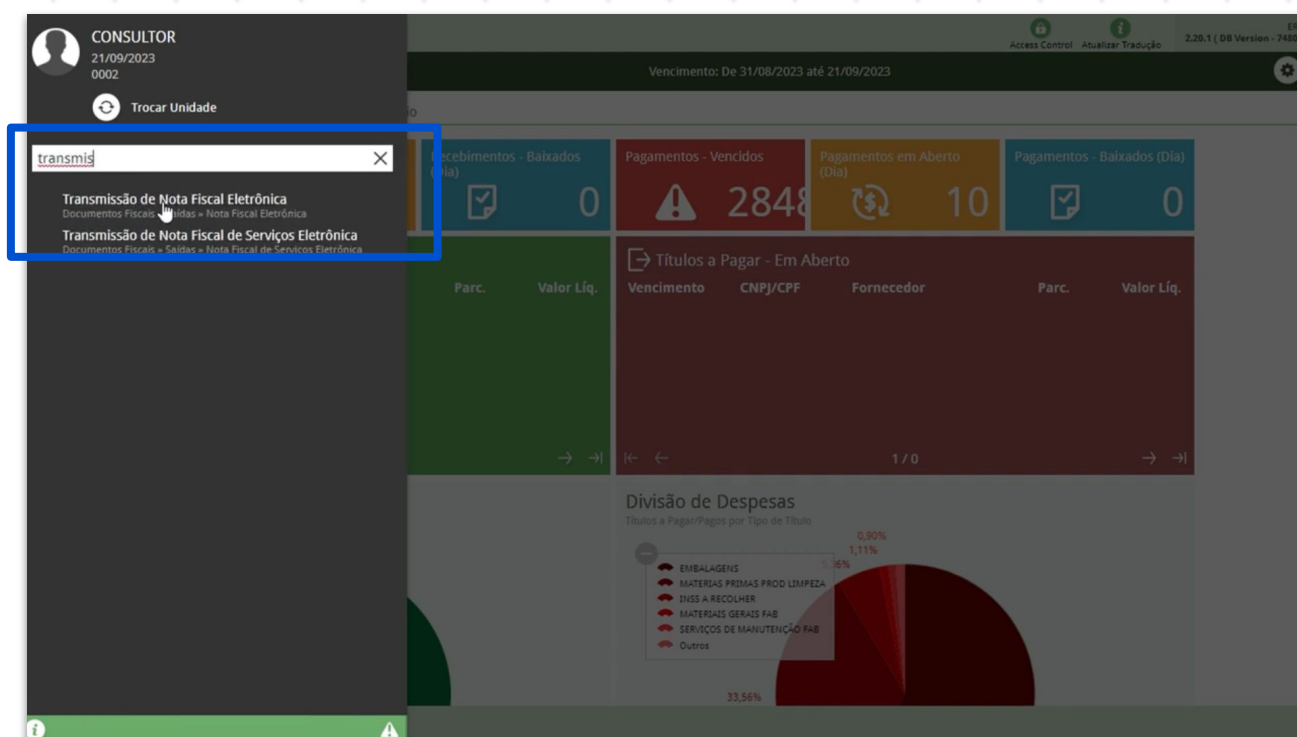 CONSULTOR
21/09/2023
0002
Trocar Unidade
transmis
Transmissão de Nota Fiscal Eletrônica
Documentos Fiscais » Saídas » Nota Fiscal Eletrônica
Transmissão de Nota Fiscal de Serviços Eletrônica
Documentos Fiscais » Saídas » Nota Fiscal de Serviços Eletrônica
Access Control
Atualizar Tradução
2.20.1 ( DB Version - 7480
Vencimento: De 31/08/2023 até 21/09/2023
Recebimentos - Baixados
(Dia)
0
Pagamentos - Vencidos
2848
Pagamentos em Aberto
(Dia)
10
Pagamentos - Baixados (Dia)
0
Parc. Valor Líq.
Títulos a Pagar - Em Aberto
Vencimento CNPJ/CPF Fornecedor Parc. Valor Líq.
1 / 0
Divisão de Despesas
Títulos a Pagar/Pagos por Tipo de Título
0,90%
1,11%
EMBALAGENS
MATERIAS PRIMAS PROD LIMPEZA
INSS A RECOLHER
MATERIAIS GERAIS FAB
SERVIÇOS DE MANUTENÇÃO FAB
Outros
33,56%